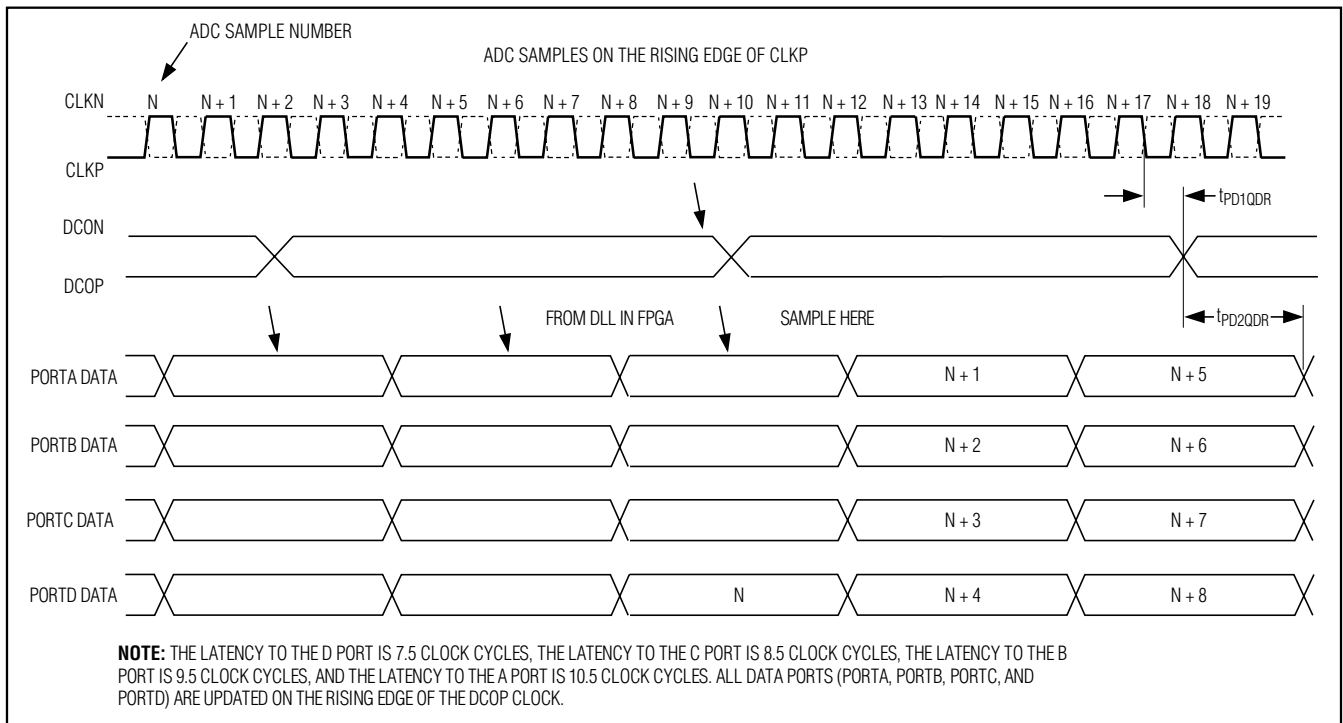 ADC SAMPLE NUMBER
ADC SAMPLES ON THE RISING EDGE OF CLKP
CLKN
N N + 1 N + 2 N + 3 N + 4 N + 5 N + 6 N + 7 N + 8 N + 9 N + 10 N + 11 N + 12 N + 13 N + 14 N + 15 N + 16 N + 17 N + 18 N + 19
CLKP
tPD1QDR
DCON
DCOP
FROM DLL IN FPGA SAMPLE HERE
tPD2QDR
PORTA DATA N + 1 N + 5
PORTB DATA N + 2 N + 6
PORTC DATA N + 3 N + 7
PORTD DATA N N + 4 N + 8
NOTE: THE LATENCY TO THE D PORT IS 7.5 CLOCK CYCLES, THE LATENCY TO THE C PORT IS 8.5 CLOCK CYCLES, THE LATENCY TO THE B
PORT IS 9.5 CLOCK CYCLES, AND THE LATENCY TO THE A PORT IS 10.5 CLOCK CYCLES. ALL DATA PORTS (PORTA, PORTB, PORTC, AND
PORTD) ARE UPDATED ON THE RISING EDGE OF THE DCOP CLOCK.